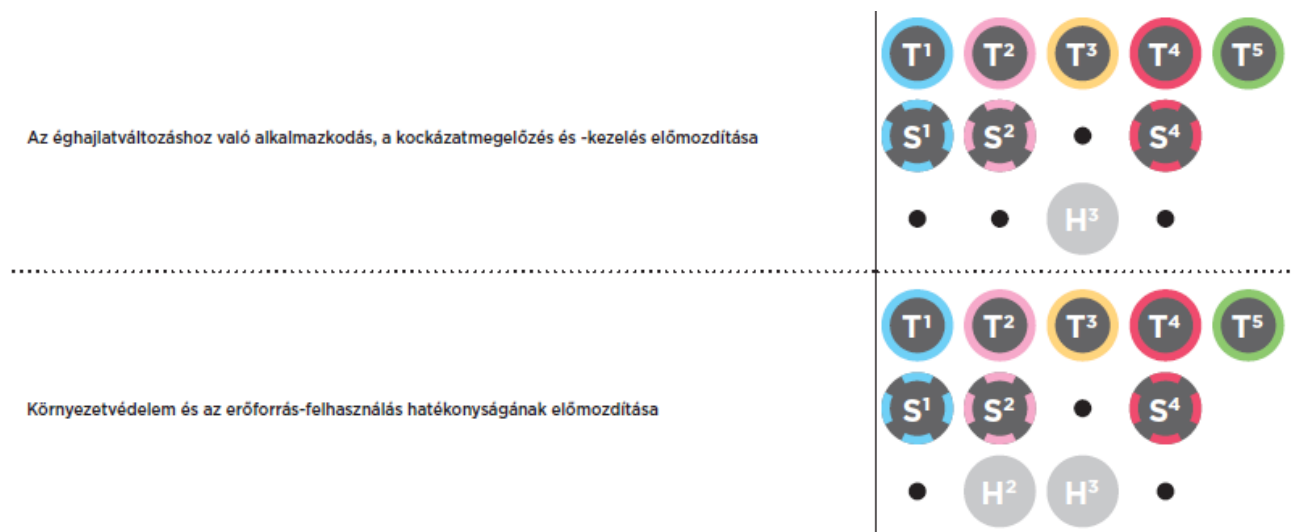 T¹ T² T³ T⁴ T⁵
Az éghajlatváltozáshoz való alkalmazkodás, a kockázatmegelőzés és -kezelés előmozdítása
S¹ S² • S⁴
• • H³ •
T¹ T² T³ T⁴ T⁵
Környezetvédelem és az erőforrás-felhasználás hatékonyságának előmozdítása
S¹ S² • S⁴
• H² H³ •